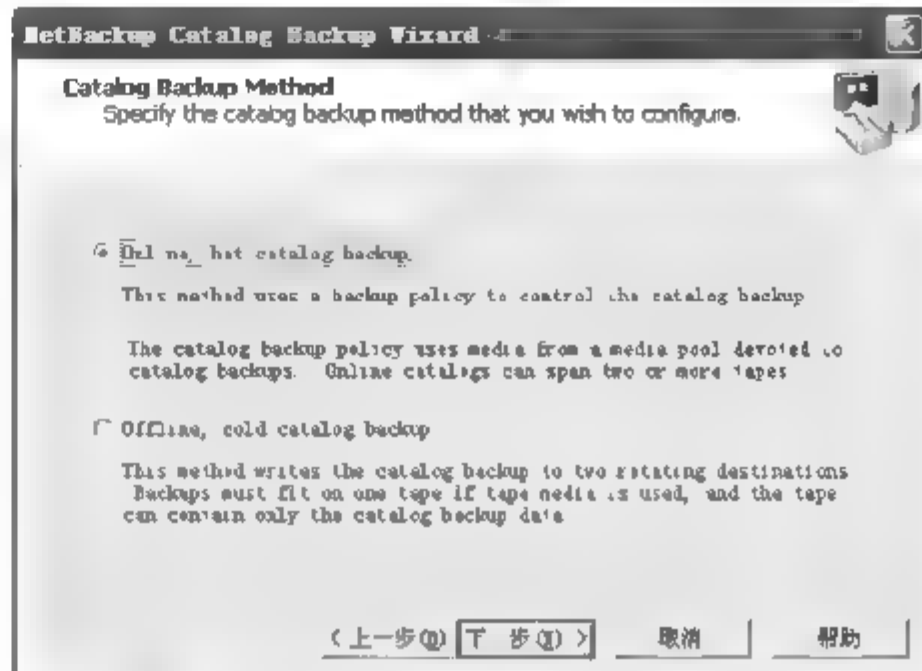 NetBackup Catalog Backup Wizard
Catalog Backup Method
Specify the catalog backup method that you wish to configure.
Online, hot catalog backup.
This method uses a backup policy to control the catalog backup
The catalog backup policy uses media from a media pool devoted to
catalog backups. Online catalogs can span two or more tapes
Offline, cold catalog backup
This method writes the catalog backup to two rotating destinations
Backups must fit on one tape if tape media is used, and the tape
can contain only the catalog backup data
<上一步(B) 下一步(N)> 取消 帮助